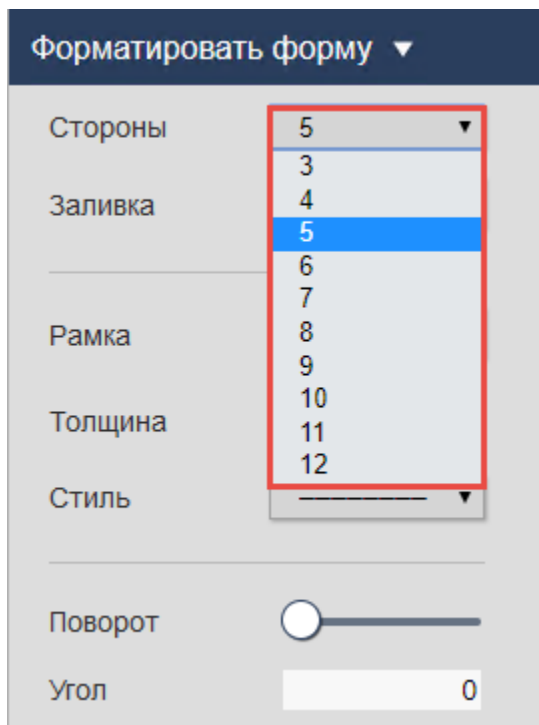 Форматировать форму
Стороны 5
3
Заливка 4
5
6
7
Рамка 8
9
10
Толщина 11
12
Стиль
Поворот
Угол 0